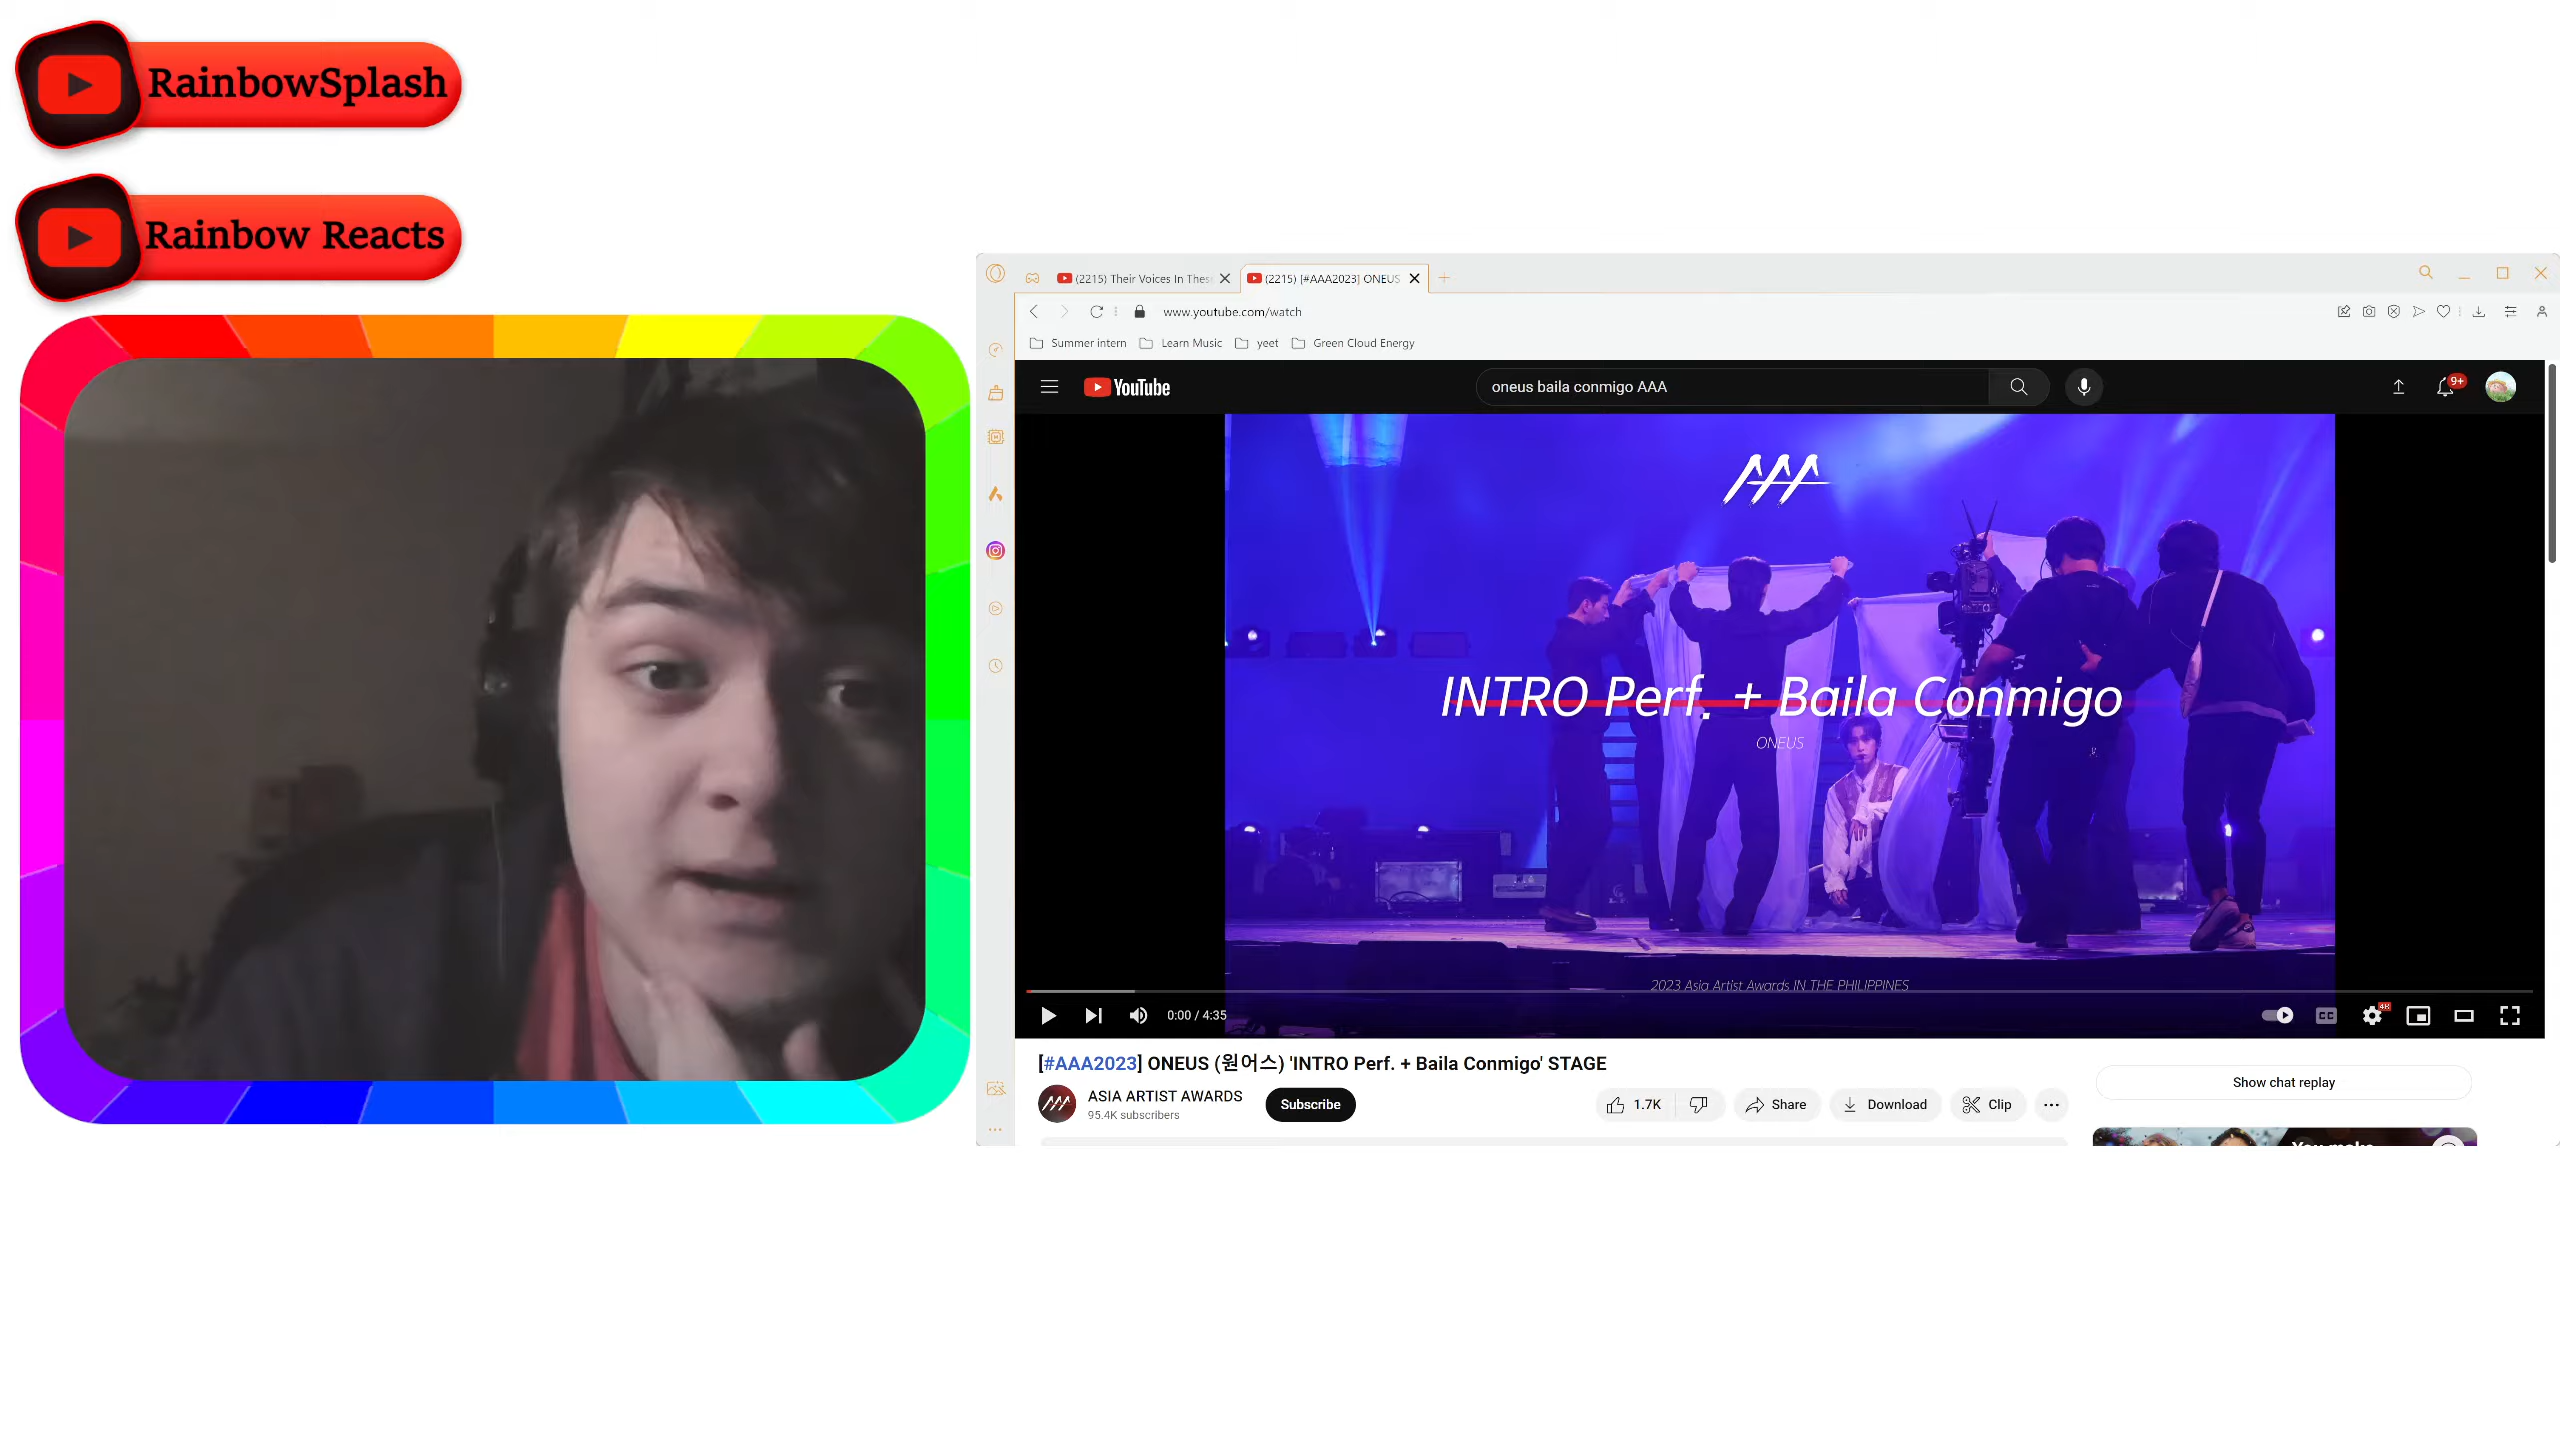 RainbowSplash
Rainbow Reacts
(2215) Their Voices In Thes
(2215) [#AAA2023] ONEUS
www.youtube.com/watch
Summer intern
Learn Music
yeet
Green Cloud Energy
YouTube
oneus baila conmigo AAA
9+
AAA
INTRO Perf. + Baila Conmigo
ONEUS
2023 Asia Artist Awards IN THE PHILIPPINES
0:00 / 4:35
CC
4K
[#AAA2023] ONEUS (원어스) 'INTRO Perf. + Baila Conmigo' STAGE
ASIA ARTIST AWARDS
95.4K subscribers
Subscribe
1.7K
Share
Download
Clip
Show chat replay